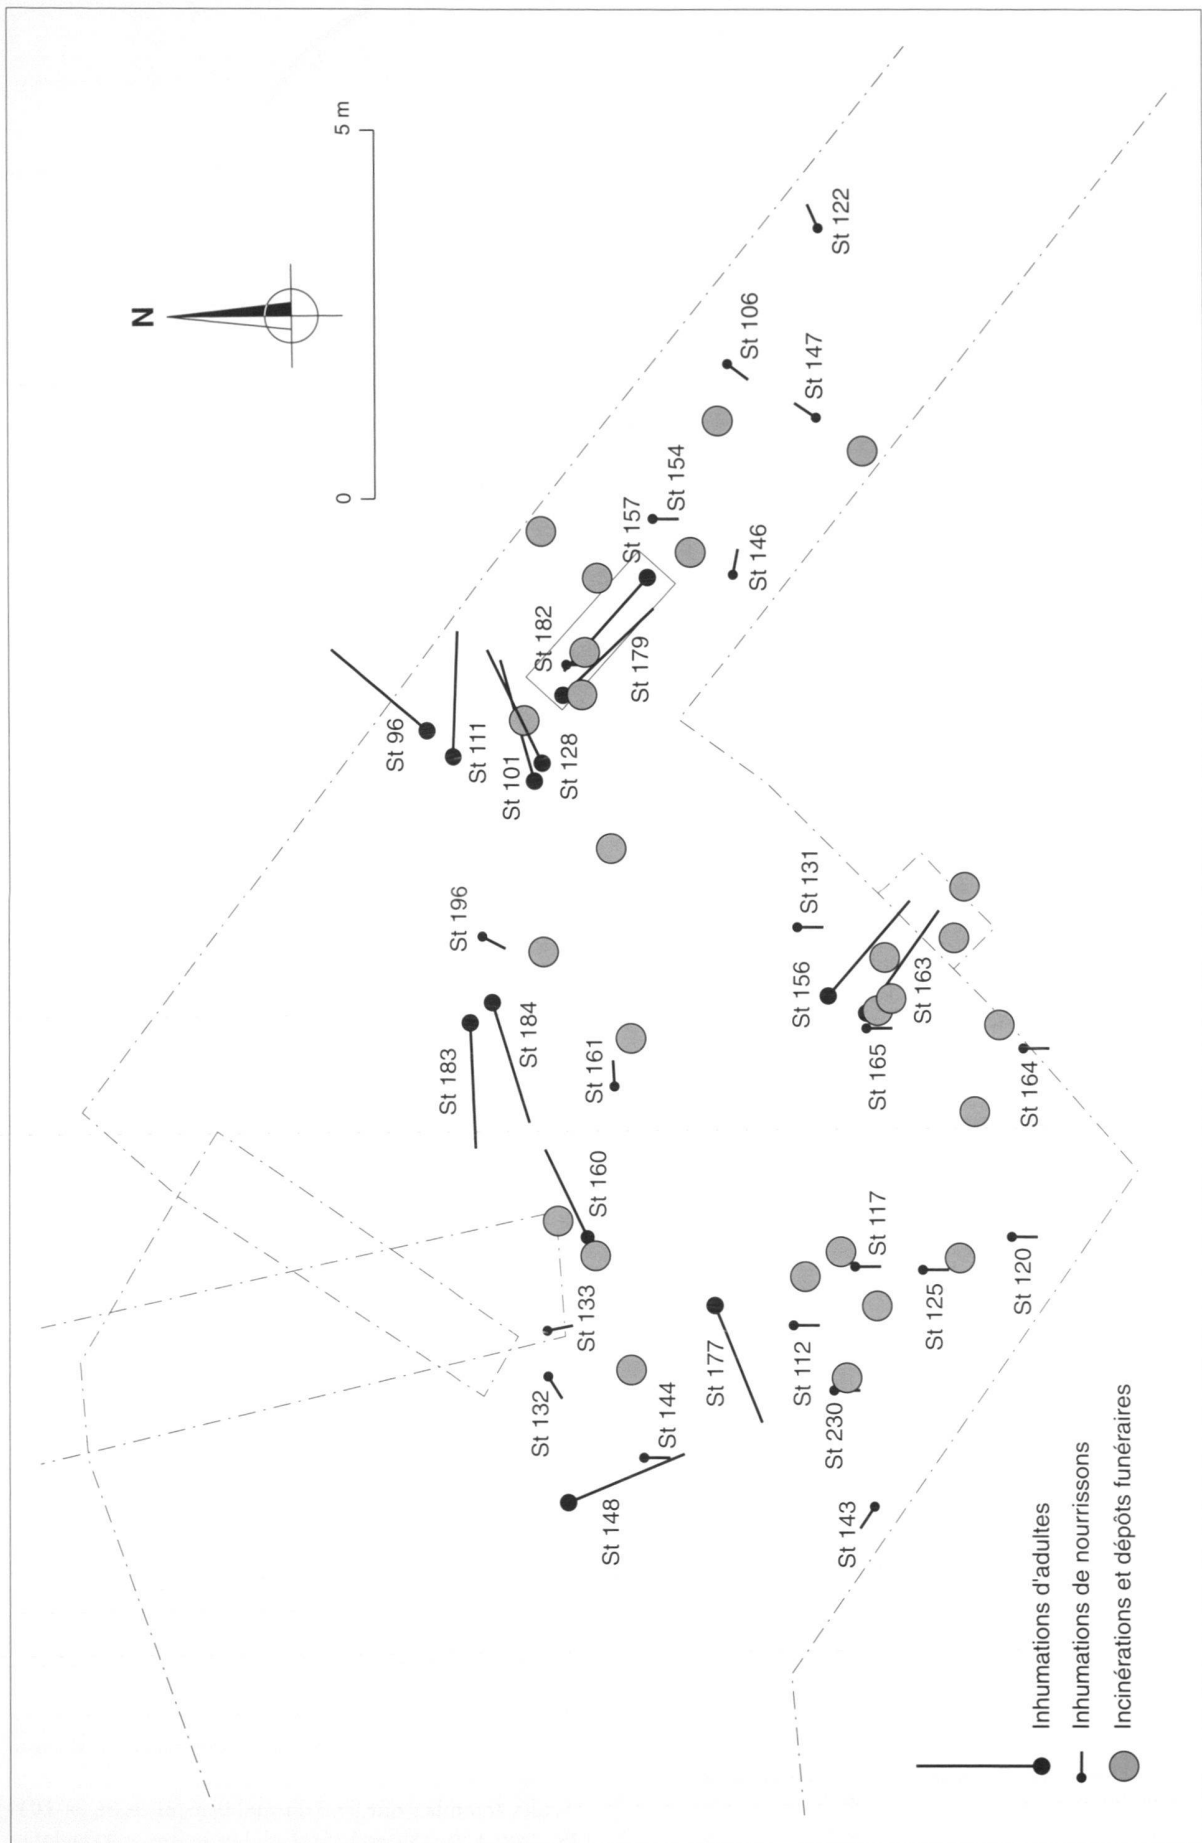 N
0
5 m
St 96
St 111
St 101
St 128
St 182
St 157
St 179
St 154
St 146
St 106
St 147
St 122
St 196
St 183
St 184
St 161
St 160
St 131
St 156
St 163
St 165
St 164
St 133
St 132
St 144
St 148
St 177
St 112
St 117
St 125
St 120
St 230
St 143
Inhumations d'adultes
Inhumations de nourrissons
Incinérations et dépôts funéraires